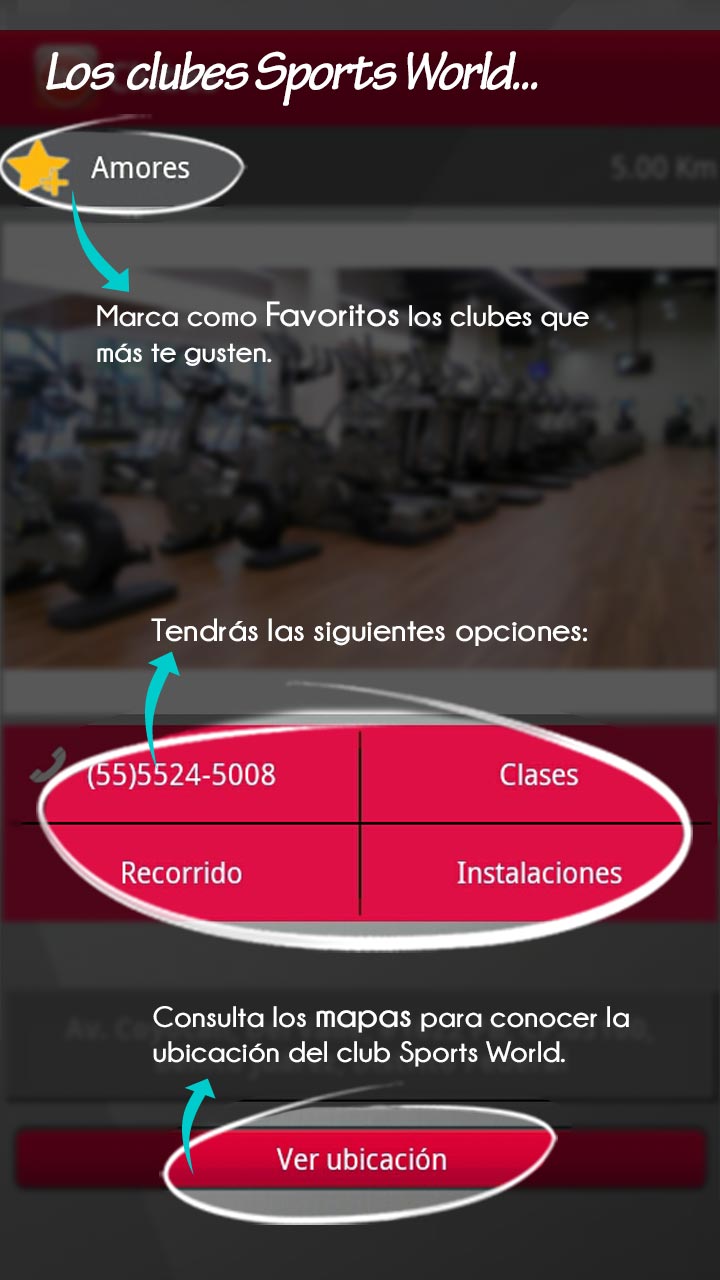 Los clubes Sports World...
Amores
5.00 Km
Marca como Favoritos los clubes que
más te gusten.
Tendrás las siguientes opciones:
(55)5524-5008
Clases
Recorrido
Instalaciones
Consulta los mapas para conocer la
ubicación del club Sports World.
Ver ubicación